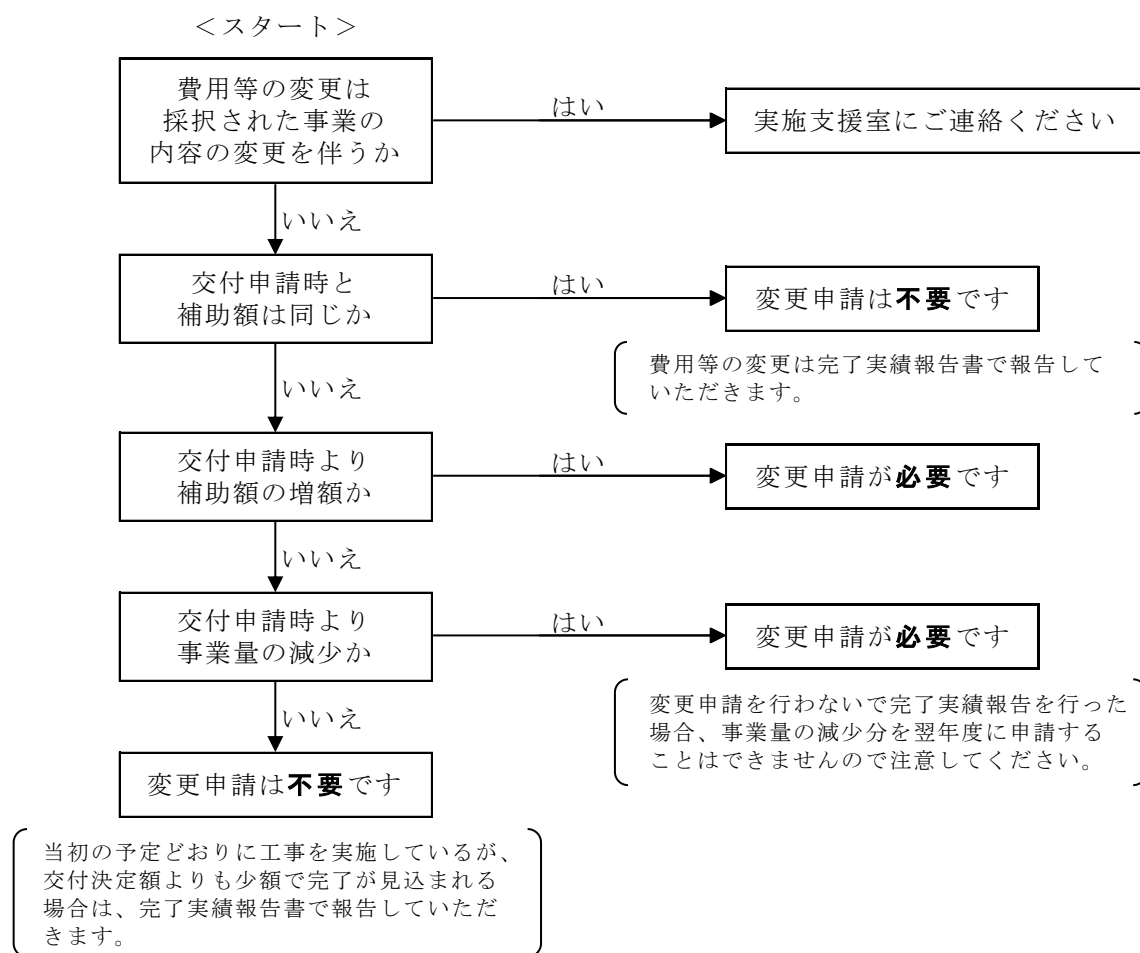 ＜スタート＞
費用等の変更は
採択された事業の
内容の変更を伴うか
はい
実施支援室にご連絡ください
いいえ
交付申請時と
補助額は同じか
はい
変更申請は不要です
費用等の変更は完了実績報告書で報告して
いただきます。
いいえ
交付申請時より
補助額の増額か
はい
変更申請が必要です
いいえ
交付申請時より
事業量の減少か
はい
変更申請が必要です
変更申請を行わないで完了実績報告を行った
場合、事業量の減少分を翌年度に申請する
ことはできませんので注意してください。
いいえ
変更申請は不要です
当初の予定どおりに工事を実施しているが、
交付決定額よりも少額で完了が見込まれる
場合は、完了実績報告書で報告していただ
きます。